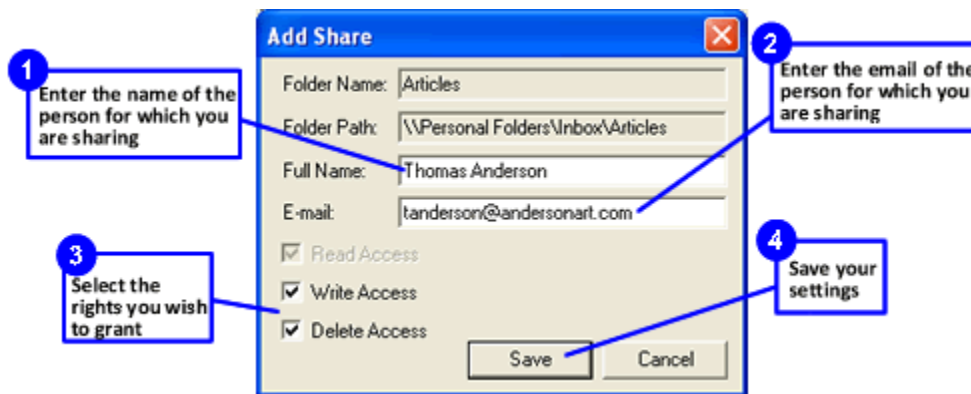 Add Share
1
Enter the name of the
person for which you
are sharing
2
Enter the email of the
person for which you
are sharing
Folder Name: Articles
Folder Path: \\Personal Folders\Inbox\Articles
Full Name: Thomas Anderson
E-mail: tanderson@andersonart.com
Read Access
Write Access
Delete Access
3
Select the
rights you wish
to grant
4
Save your
settings
Save Cancel